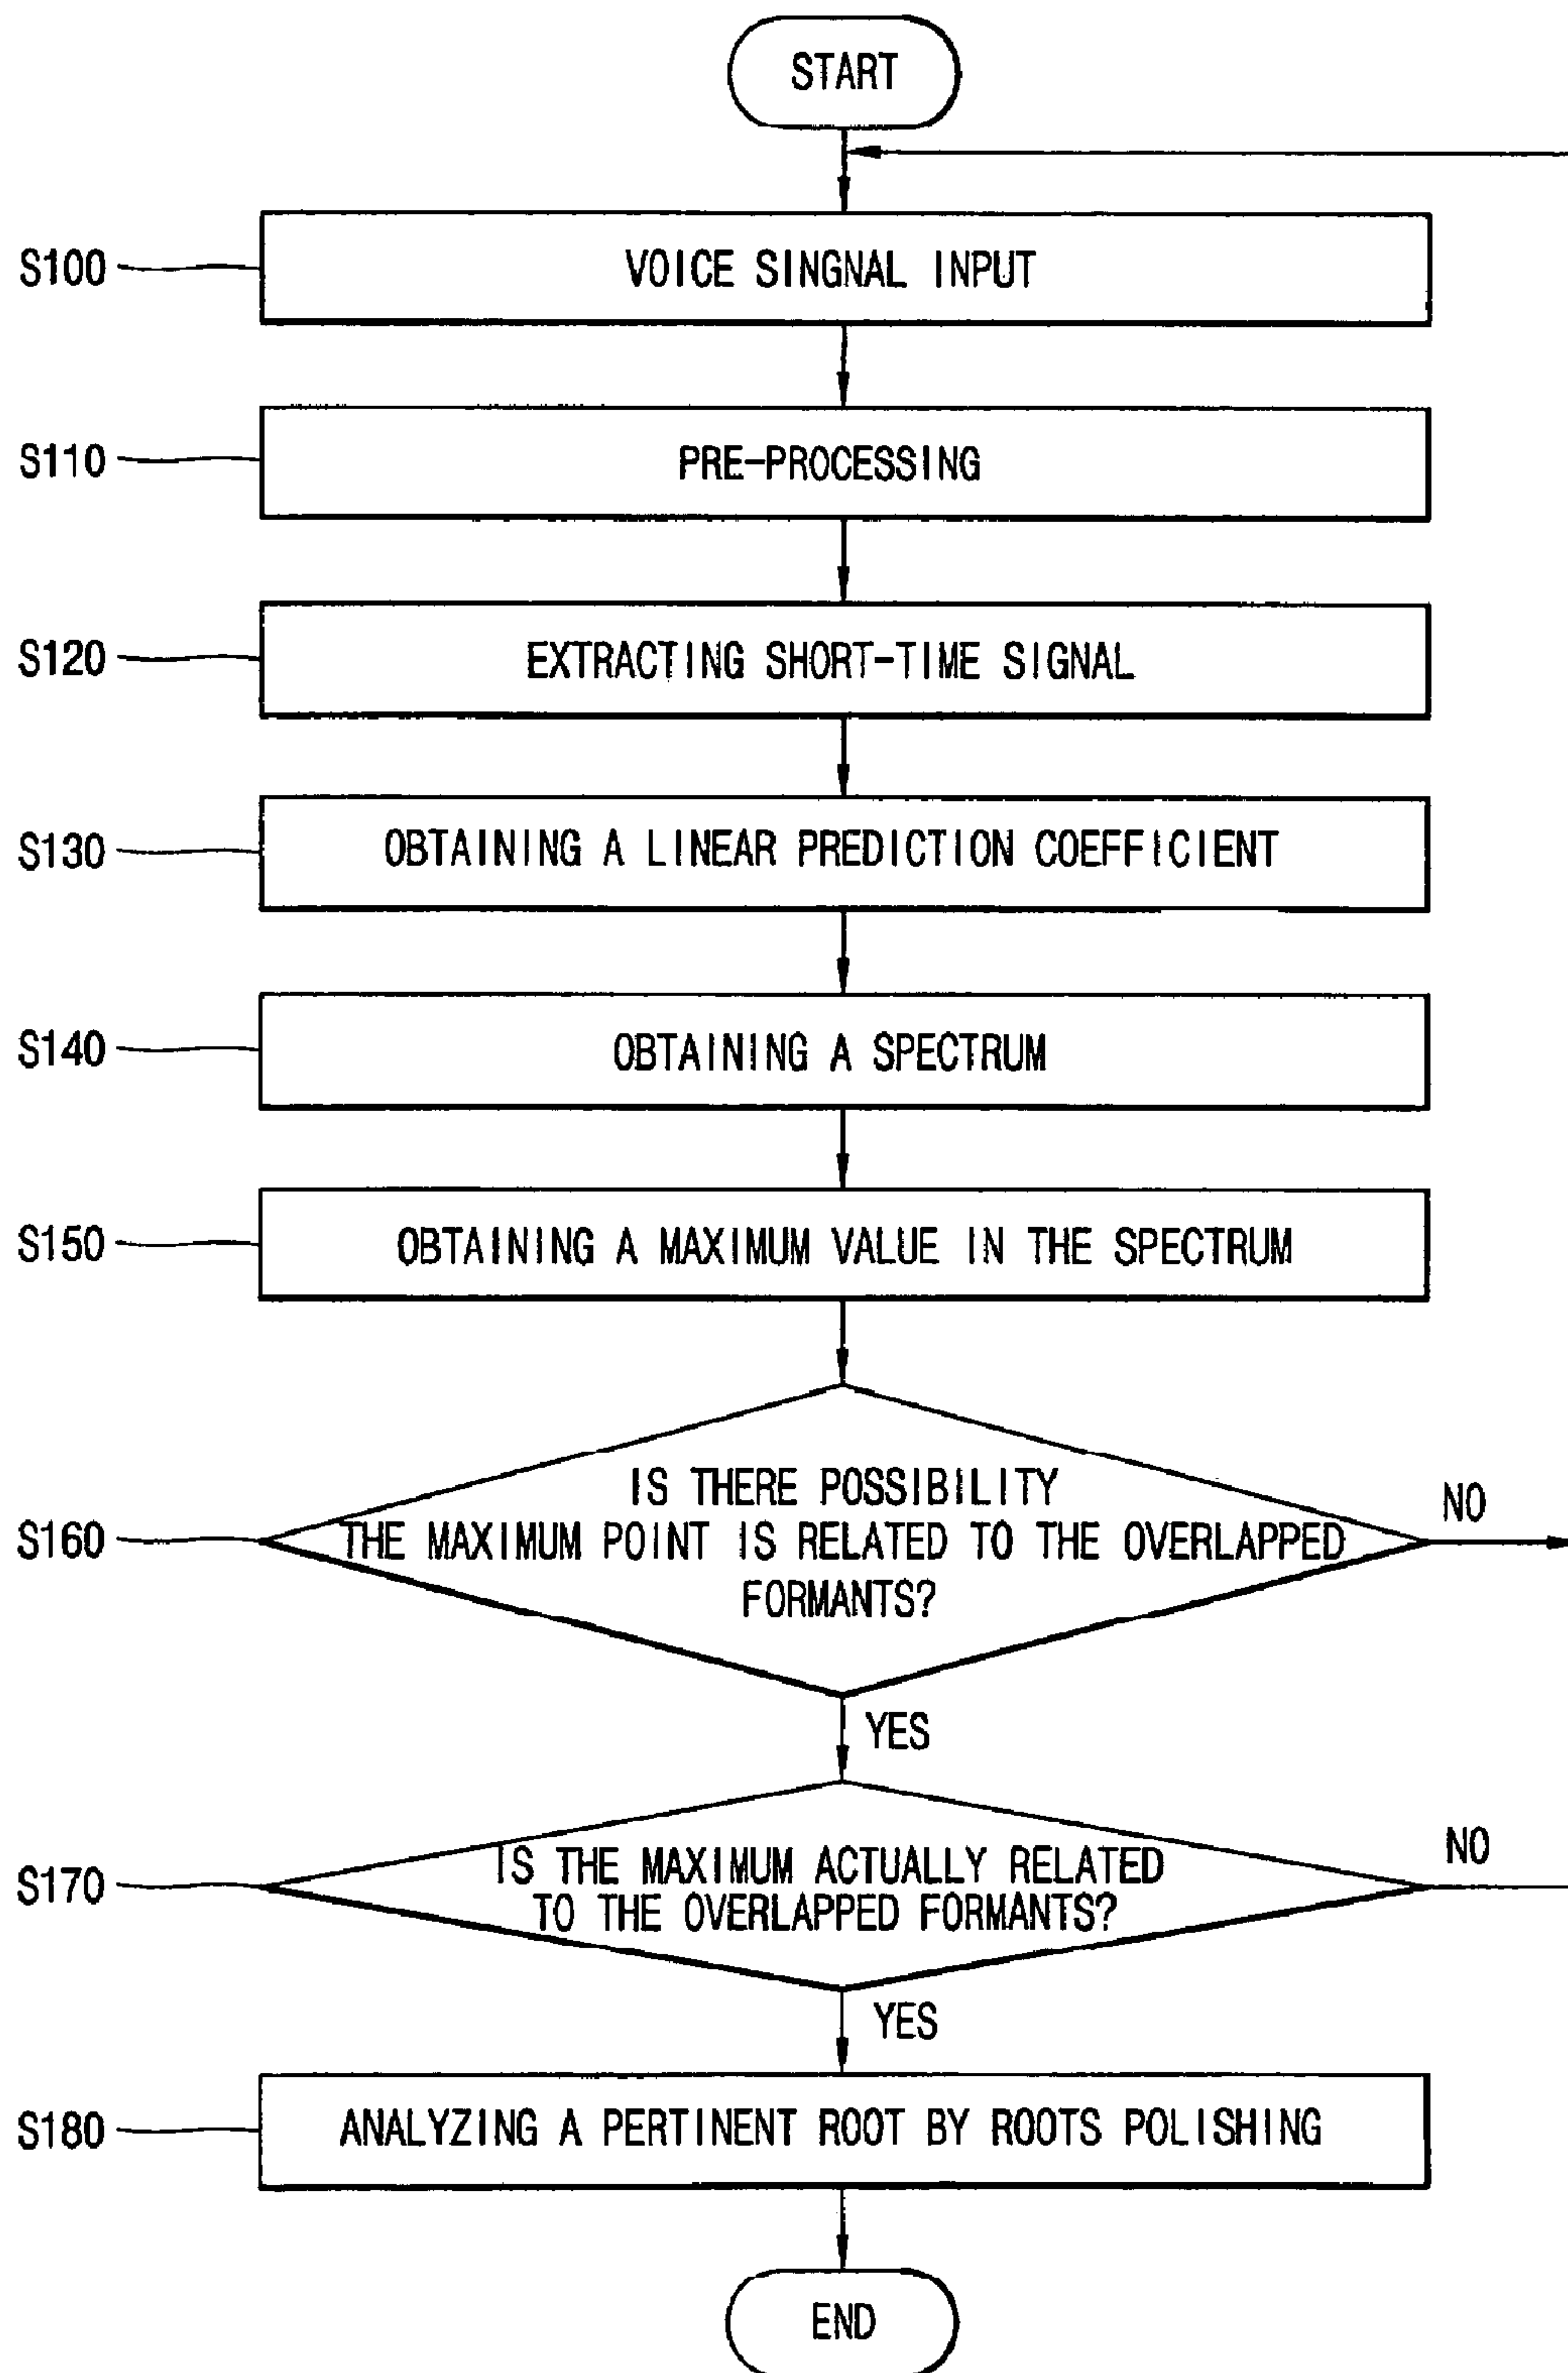 START
S100
VOICE SINGNAL INPUT
S110
PRE-PROCESSING
S120
EXTRACTING SHORT-TIME SIGNAL
S130
OBTAINING A LINEAR PREDICTION COEFFICIENT
S140
OBTAINING A SPECTRUM
S150
OBTAINING A MAXIMUM VALUE IN THE SPECTRUM
S160
IS THERE POSSIBILITY
THE MAXIMUM POINT IS RELATED TO THE OVERLAPPED
FORMANTS?
NO
YES
S170
IS THE MAXIMUM ACTUALLY RELATED
TO THE OVERLAPPED FORMANTS?
NO
YES
S180
ANALYZING A PERTINENT ROOT BY ROOTS POLISHING
END